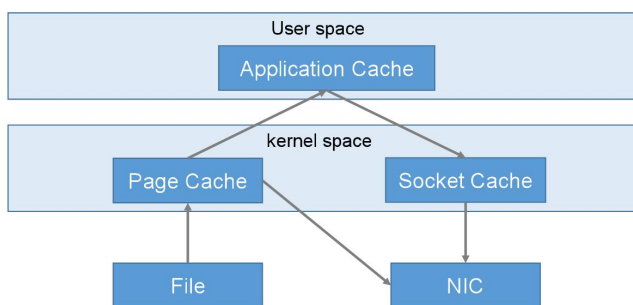 User space
Application Cache
kernel space
Page Cache
Socket Cache
File
NIC